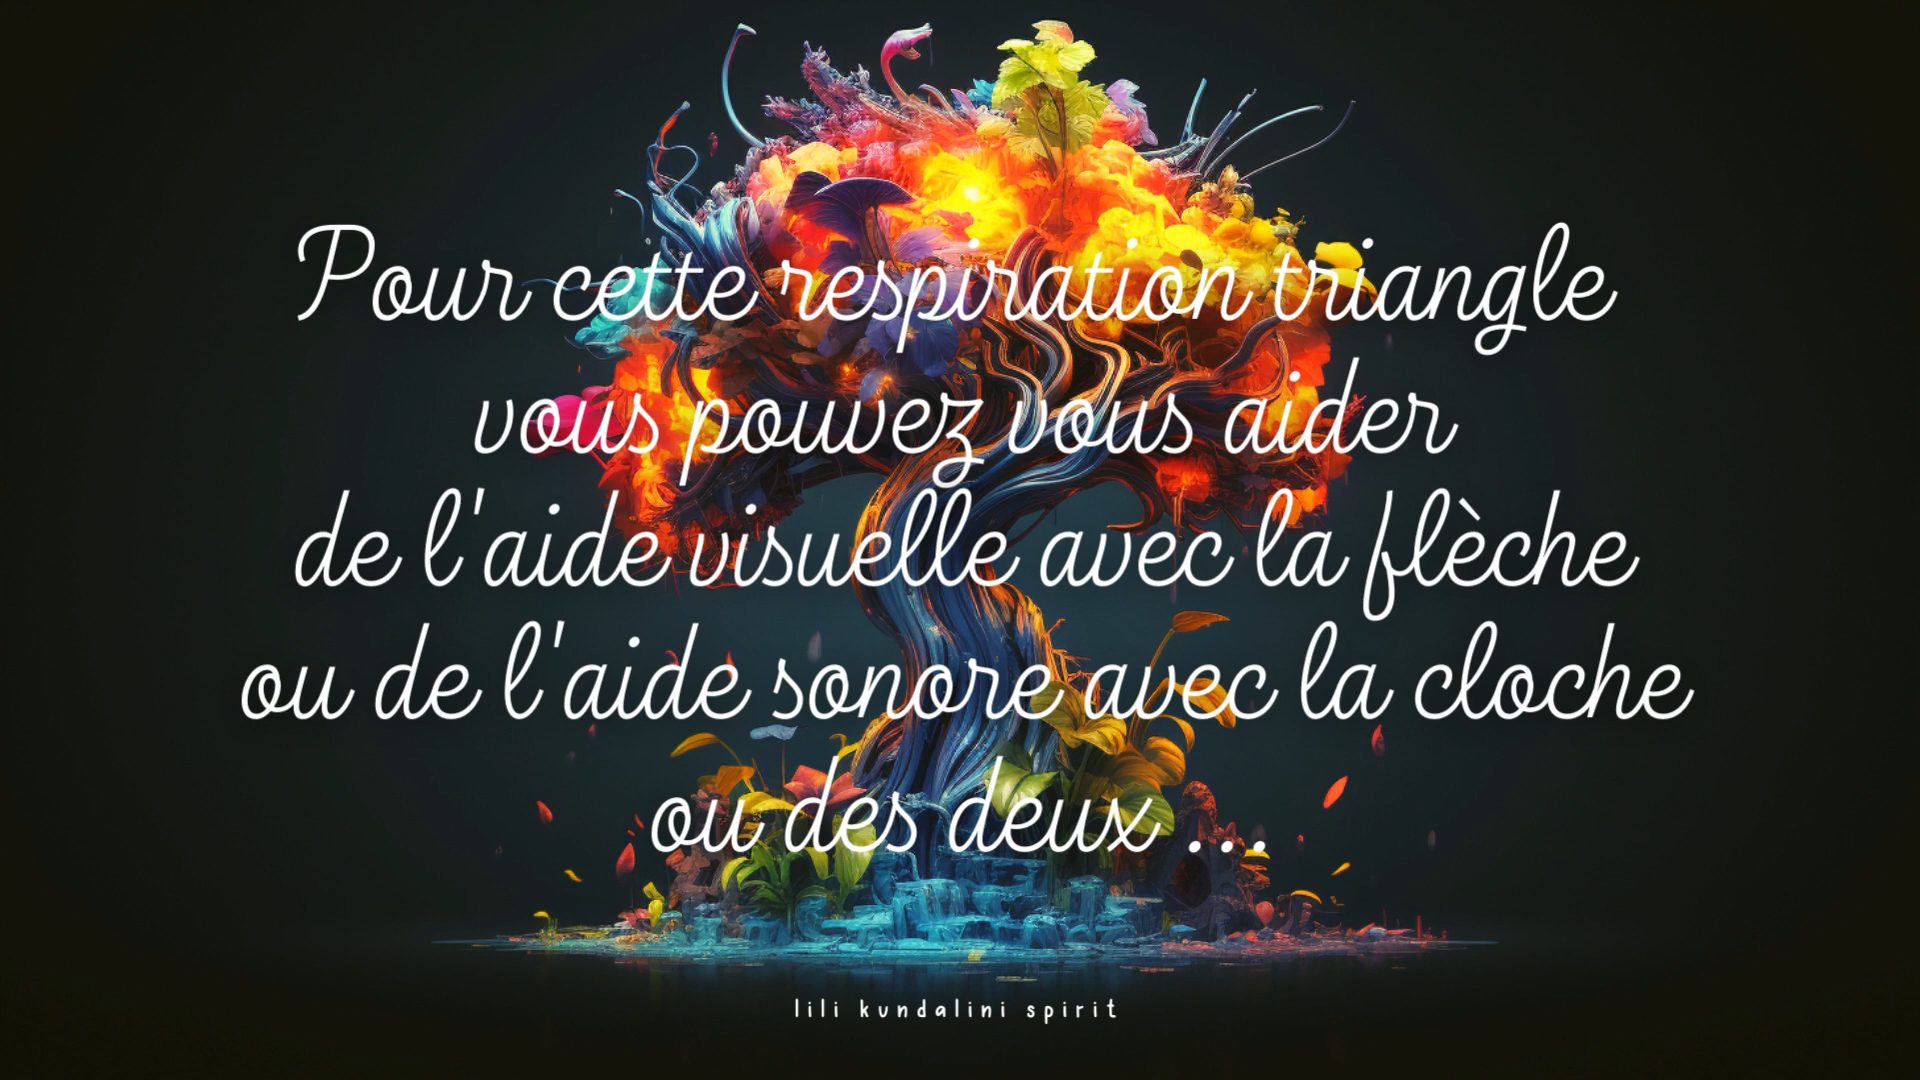 Pour cette respiration triangle
vous pouvez vous aider
de l'aide visuelle avec la flèche
ou de l'aide sonore avec la cloche
ou des deux ...
lili kundalini spirit